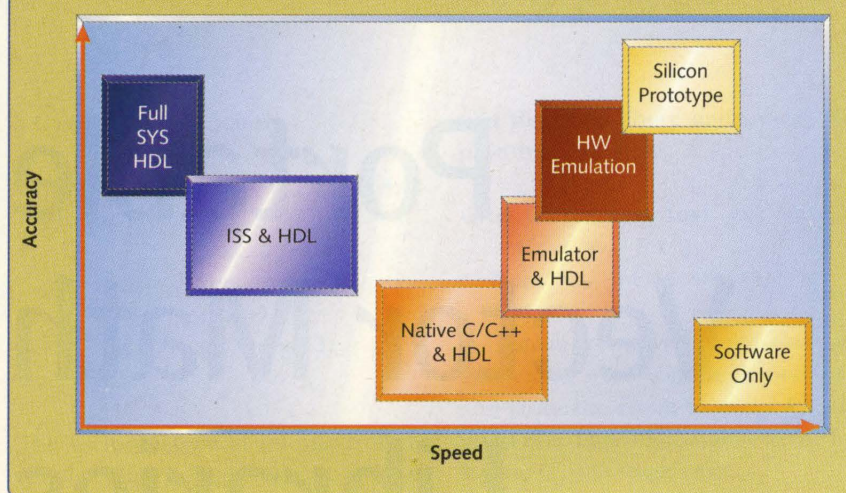 Accuracy
Full
SYS
HDL
ISS & HDL
Native C/C++
& HDL
Emulator
& HDL
HW
Emulation
Silicon
Prototype
Software
Only
Speed